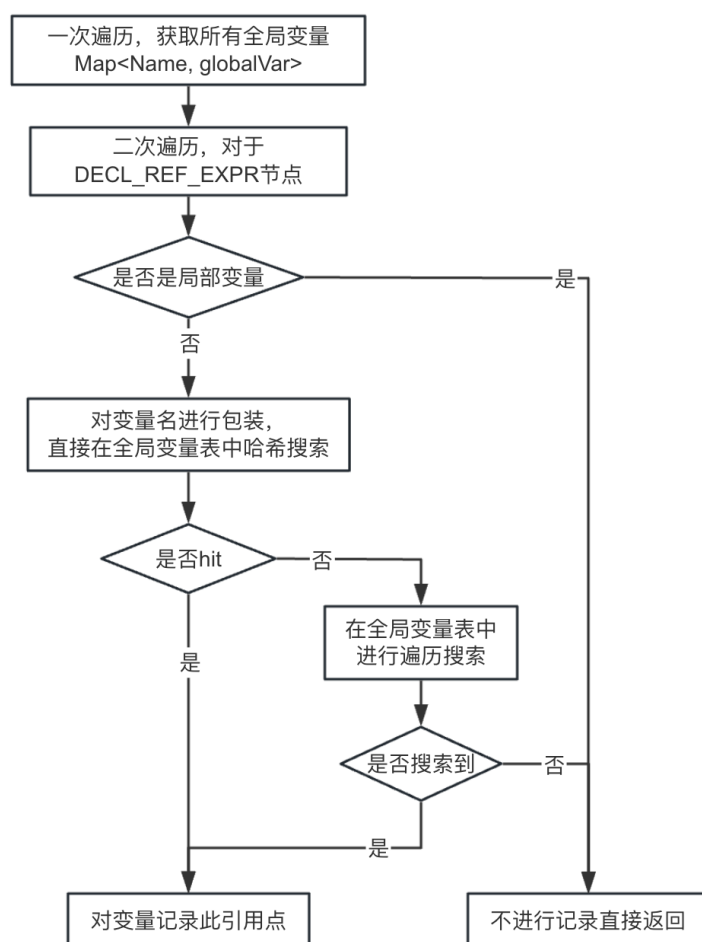 一次遍历，获取所有全局变量
Map<Name, globalVar>
二次遍历，对于
DECL_REF_EXPR节点
是否是局部变量
是
否
对变量名进行包装，
直接在全局变量表中哈希搜索
是否hit
否
在全局变量表中
进行遍历搜索
是
是否搜索到
否
是
对变量记录此引用点
不进行记录直接返回